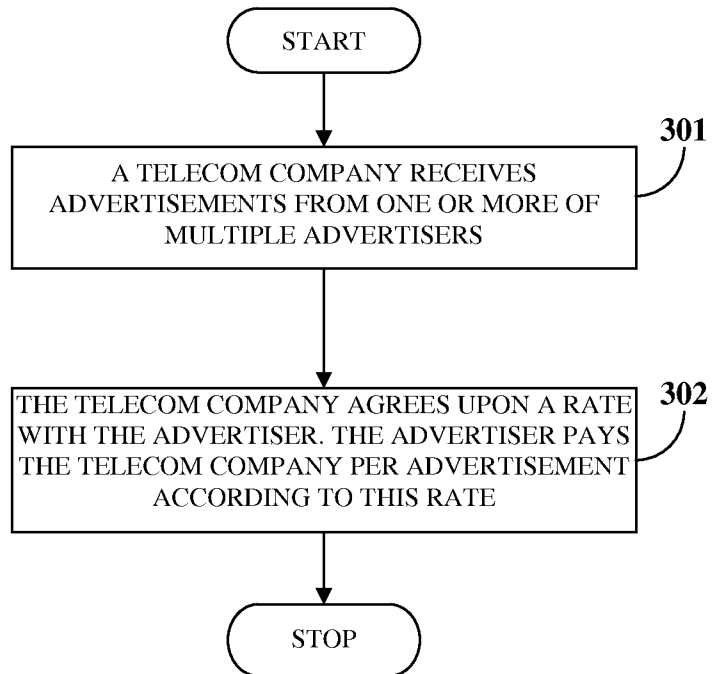 START
301
A TELECOM COMPANY RECEIVES
ADVERTISEMENTS FROM ONE OR MORE OF
MULTIPLE ADVERTISERS
302
THE TELECOM COMPANY AGREES UPON A RATE
WITH THE ADVERTISER. THE ADVERTISER PAYS
THE TELECOM COMPANY PER ADVERTISEMENT
ACCORDING TO THIS RATE
STOP